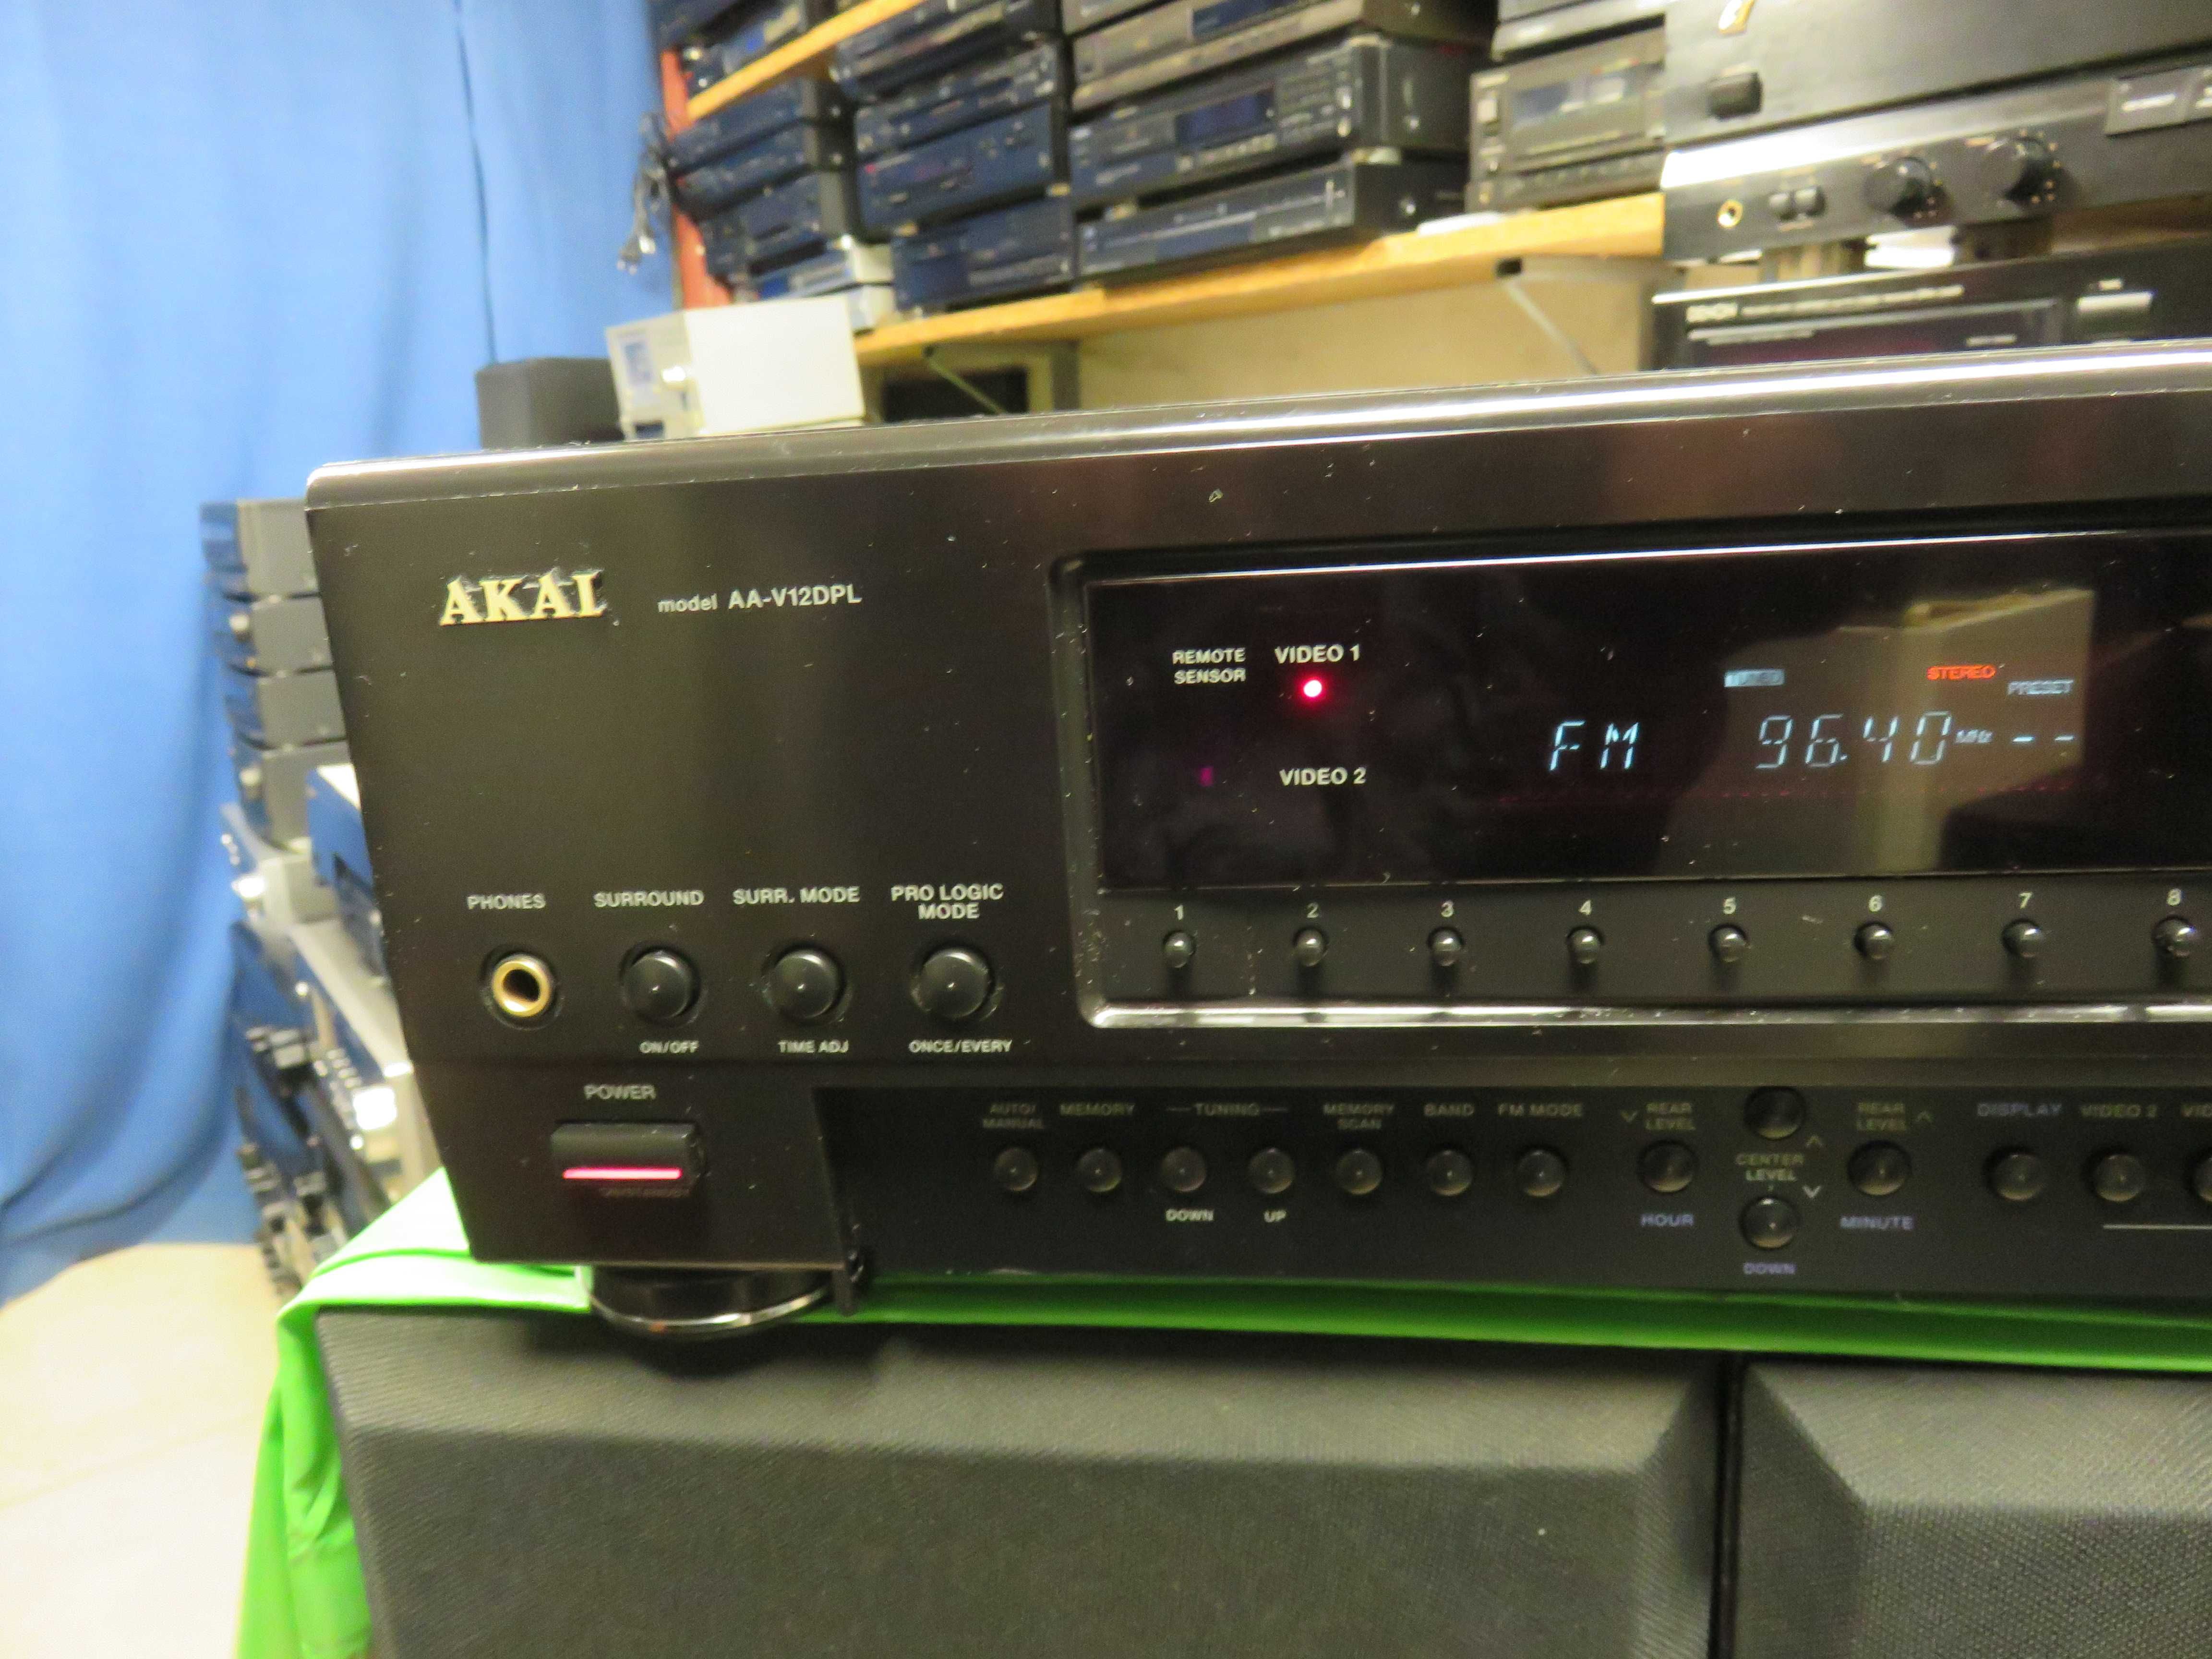 DENON
AKAI model AA-V12DPL
REMOTE
SENSOR
VIDEO 1
VIDEO 2
TUNED
STEREO
PRESET
FM 96.40 MHz --
PHONES
SURROUND
SURR. MODE
PRO LOGIC
MODE
ON/OFF
TIME ADJ
ONCE/EVERY
1 2 3 4 5 6 7 8
POWER
AUTO/
MANUAL
MEMORY
TUNING
DOWN
UP
MEMORY
SCAN
BAND
FM MODE
REAR
LEVEL
HOUR
CENTER
LEVEL
DOWN
REAR
LEVEL
MINUTE
DISPLAY
VIDEO 2